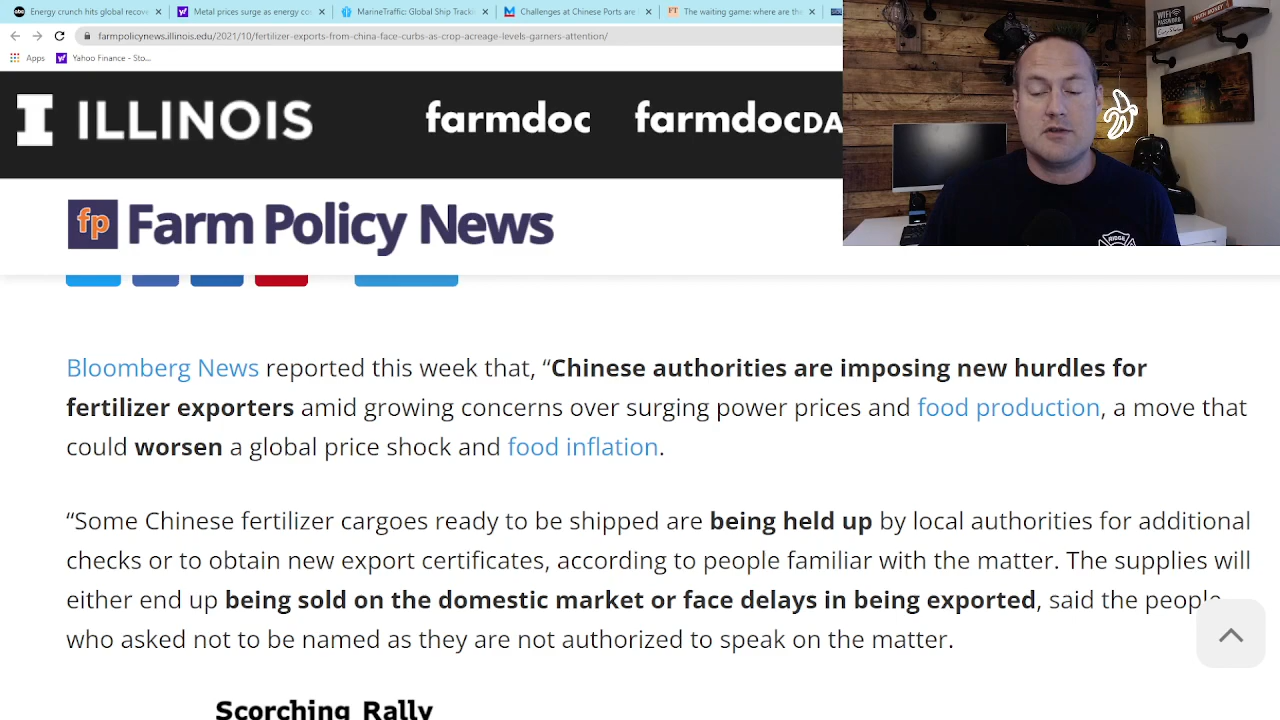 Energy crunch hits global recove
Metal prices surge as energy co
MarineTraffic: Global Ship Track
Challenges at Chinese Ports are
FT The waiting game: where are th
farmpolicynews.illinois.edu/2021/10/fertilizer-exports-from-china-face-curbs-as-crop-acreage-levels-garners-attention/
Apps
Yahoo Finance - Sto...
I ILLINOIS farmdoc farmdocDA
fp Farm Policy News
WIFI
PASSWORD
RIDGE
Bloomberg News reported this week that, “Chinese authorities are imposing new hurdles for
fertilizer exporters amid growing concerns over surging power prices and food production, a move that
could worsen a global price shock and food inflation.
“Some Chinese fertilizer cargoes ready to be shipped are being held up by local authorities for additional
checks or to obtain new export certificates, according to people familiar with the matter. The supplies will
either end up being sold on the domestic market or face delays in being exported, said the people
who asked not to be named as they are not authorized to speak on the matter.
Scorching Rally